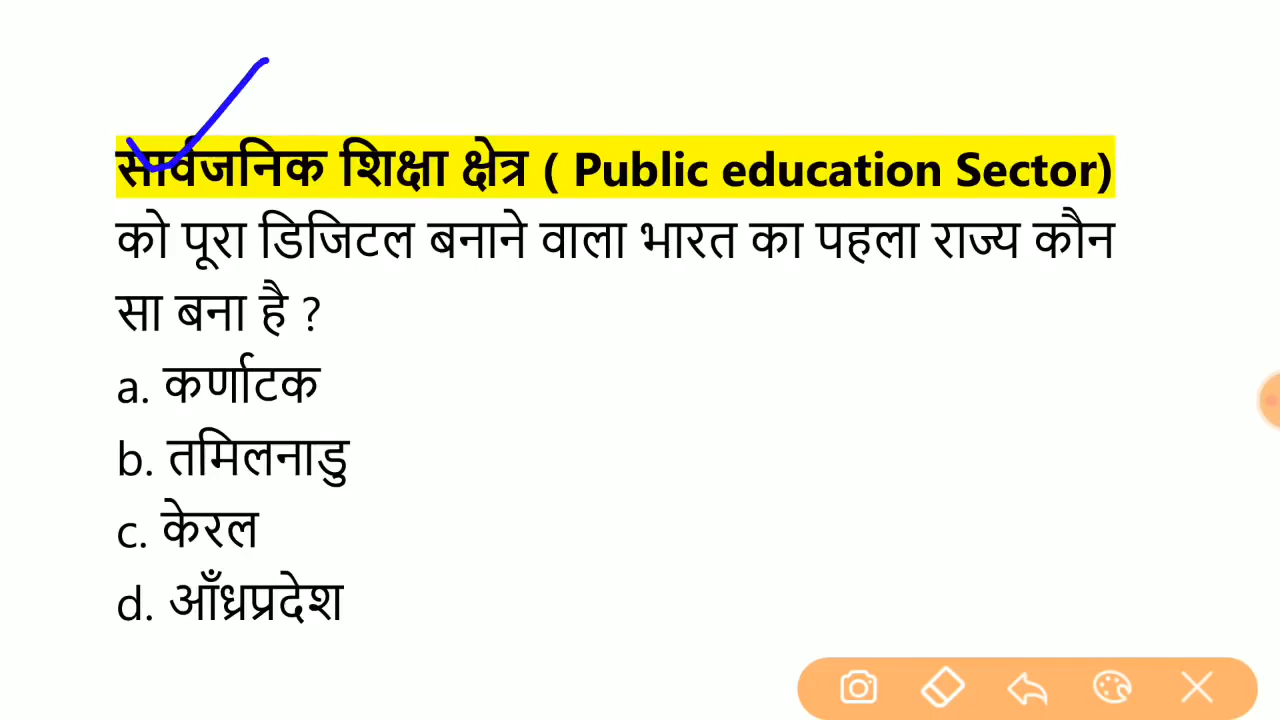 सार्वजनिक शिक्षा क्षेत्र ( Public education Sector)
को पूरा डिजिटल बनाने वाला भारत का पहला राज्य कौन
सा बना है ?
a. कर्णाटक
b. तमिलनाडु
c. केरल
d. आँध्रप्रदेश